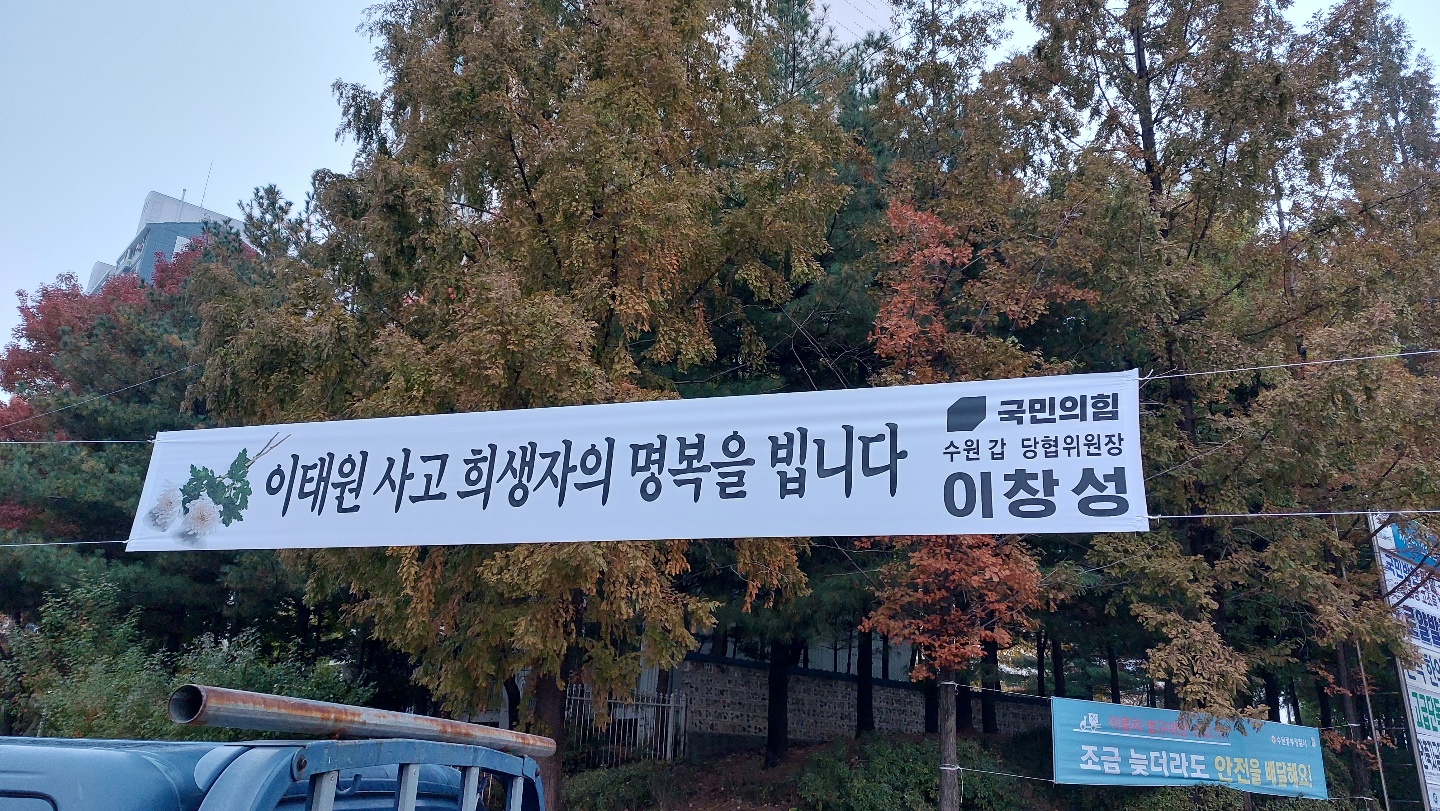 이태원 사고 희생자의 명복을 빕니다
국민의힘
수원 갑 당협위원장
이창성
조금 늦더라도 안전을 배달해요!